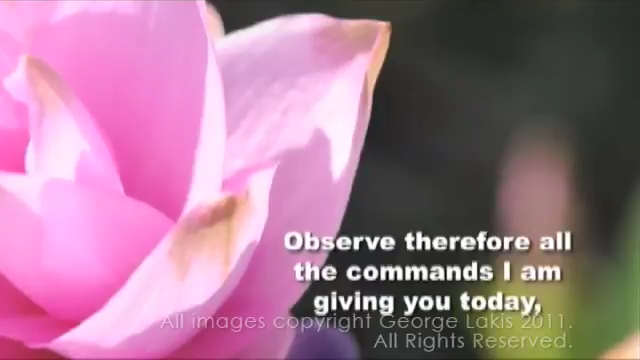 Observe therefore all
the commands I am
giving you today,
All images copyright George Lakis 2011.
All Rights Reserved.